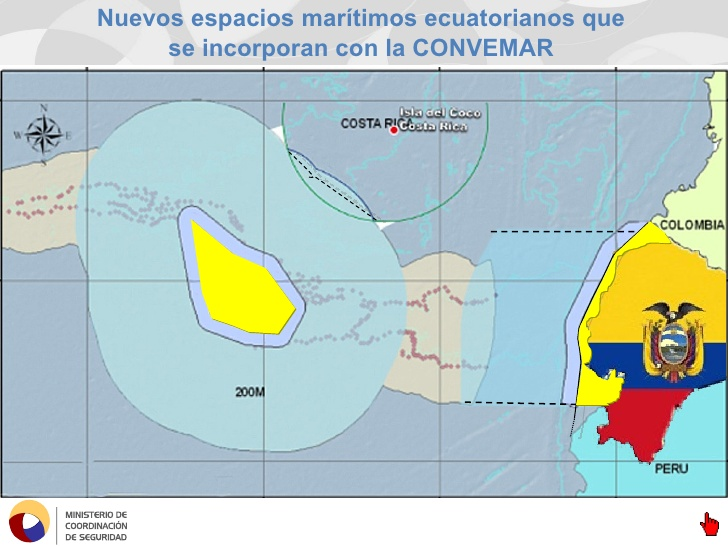 Nuevos espacios marítimos ecuatorianos que
se incorporan con la CONVEMAR
N
W E
S
COSTA RICA
Isla del Coco
Costa Rica
COLOMBIA
200M
PERU
MINISTERIO DE
COORDINACIÓN
DE SEGURIDAD